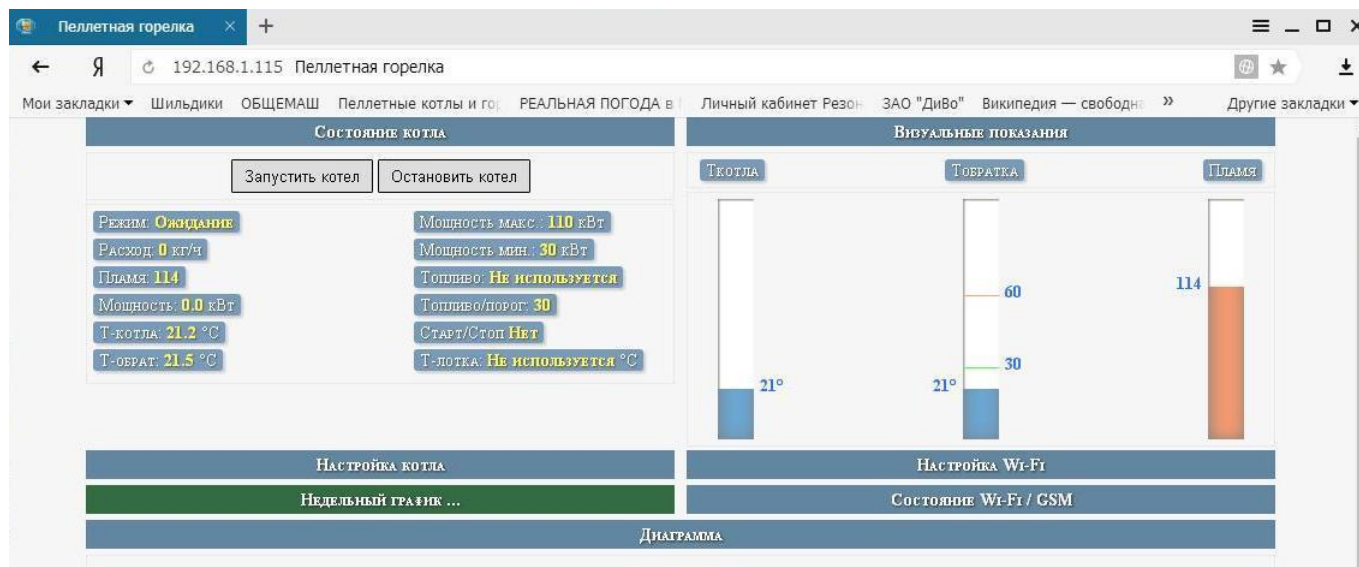 Пеллетная горелка
Я 192.168.1.115 Пеллетная горелка
Мои закладки Шильдики ОБЩЕМАШ Пеллетные котлы и го РЕАЛЬНАЯ ПОГОДА в Личный кабинет Резон ЗАО "ДиВо" Википедия — свободн » Другие закладки
Состояние котла
Запустить котел Остановить котел
Режим: Ожидание
Расход: 0 кг/ч
Пламя: 114
Мощность: 0.0 кВт
Т-котла: 21.2 °C
Т-обрат: 21.5 °C
Мощность макс.: 110 кВт
Мощность мин.: 30 кВт
Топливо: Не используется
Топливо/порог: 30
Старт/Стоп Нет
Т-лотка: Не используется °C
Визуальные показания
Ткотла Тобратка Пламя
114
60
30
21° 21°
Настройка котла
Настройка Wi-Fi
Недельный график ...
Состояние Wi-Fi / GSM
Диаграмма